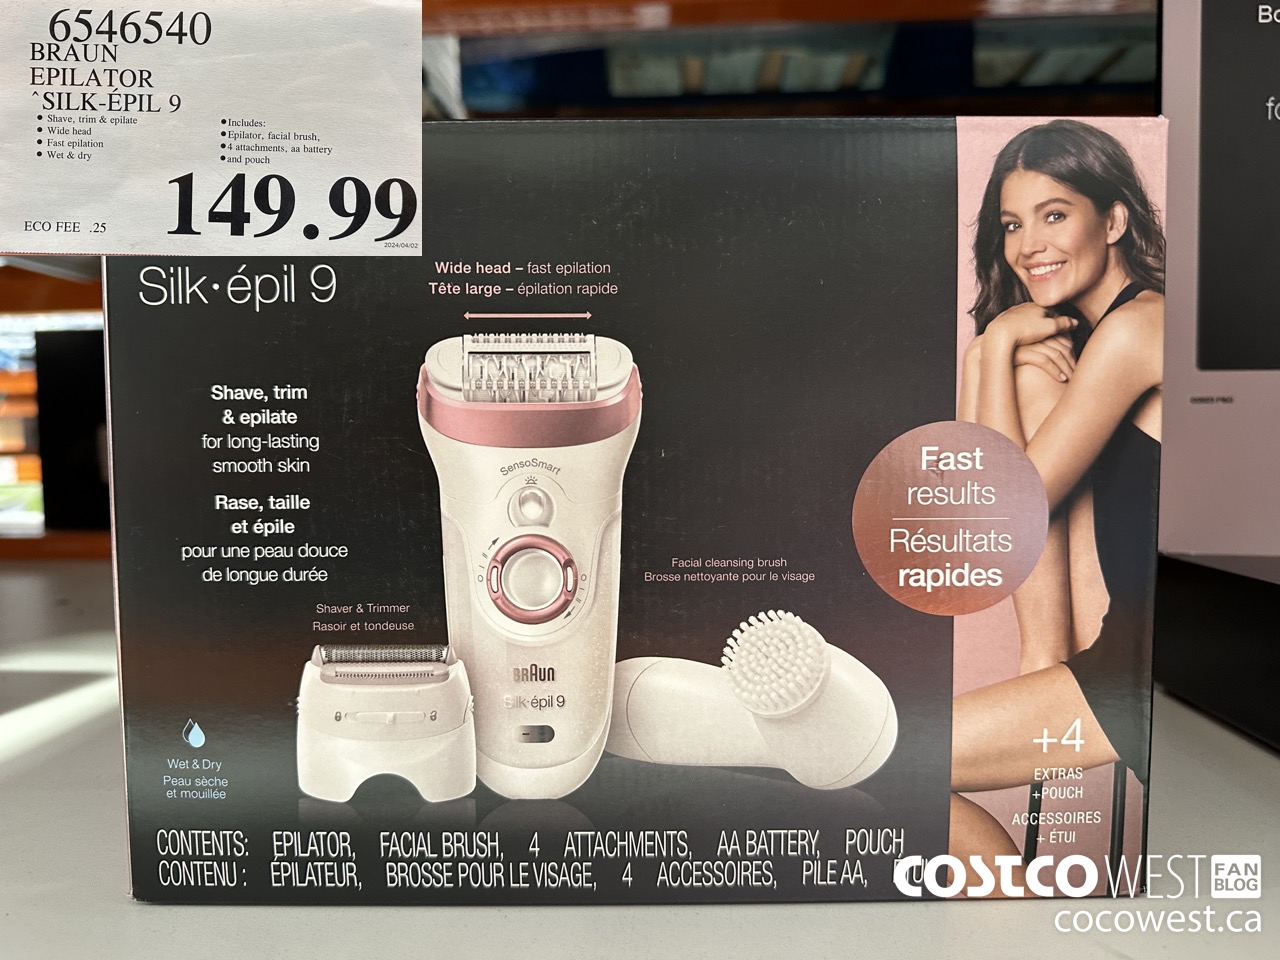 6546540
BRAUN
EPILATOR
^SILK-ÉPIL 9
• Shave, trim & epilate
• Wide head
• Fast epilation
• Wet & dry
• Includes:
• Epilator, facial brush,
• 4 attachments, aa battery
• and pouch
149.99
ECO FEE .25
2024/04/02
Silk•épil 9
Wide head – fast epilation
Tête large – épilation rapide
Shave, trim
& epilate
for long-lasting
smooth skin
Rase, taille
et épile
pour une peau douce
de longue durée
SensoSmart
Fast
results
Résultats
rapides
Facial cleansing brush
Brosse nettoyante pour le visage
Shaver & Trimmer
Rasoir et tondeuse
BRAUN
Silk•épil 9
Wet & Dry
Peau sèche
et mouillée
+4
EXTRAS
+POUCH
ACCESSOIRES
+ ÉTUI
CONTENTS: EPILATOR, FACIAL BRUSH, 4 ATTACHMENTS, AA BATTERY, POUCH
CONTENU : ÉPILATEUR, BROSSE POUR LE VISAGE, 4 ACCESSOIRES, PILE AA,
COSTCO WEST FAN BLOG
cocowest.ca